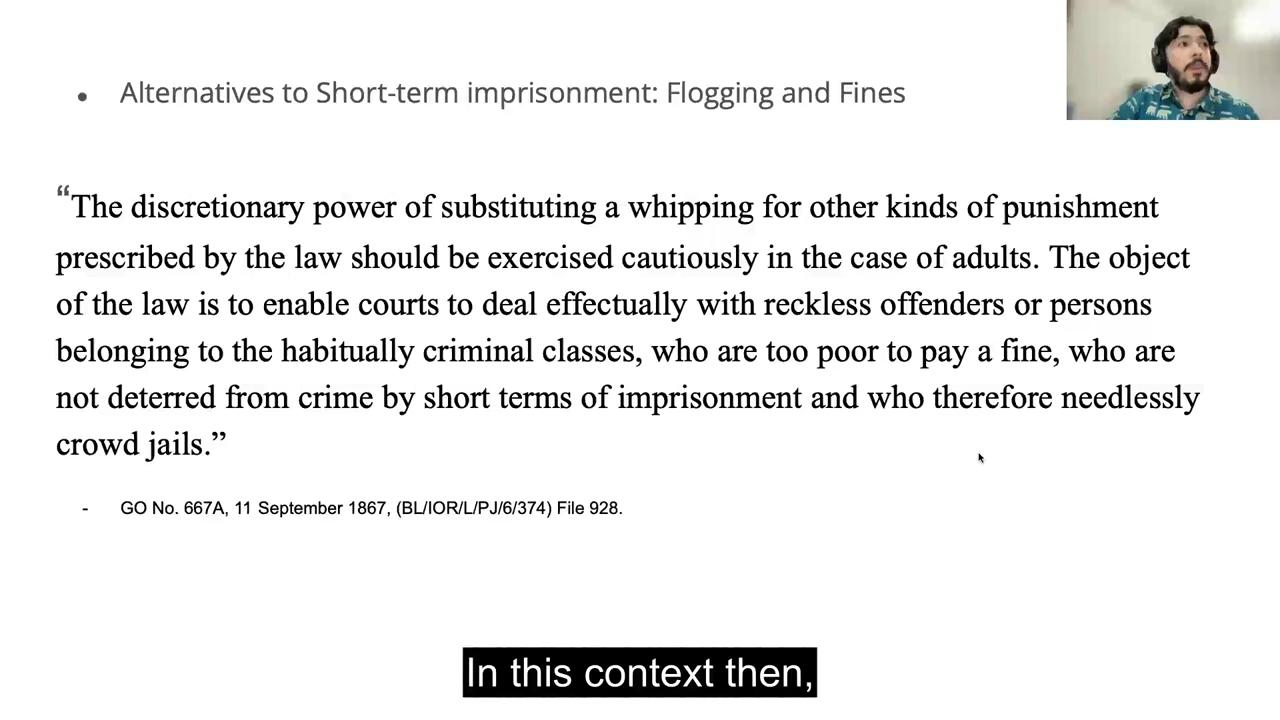 ● Alternatives to Short-term imprisonment: Flogging and Fines
“The discretionary power of substituting a whipping for other kinds of punishment
prescribed by the law should be exercised cautiously in the case of adults. The object
of the law is to enable courts to deal effectually with reckless offenders or persons
belonging to the habitually criminal classes, who are too poor to pay a fine, who are
not deterred from crime by short terms of imprisonment and who therefore needlessly
crowd jails.”
- GO No. 667A, 11 September 1867, (BL/IOR/L/PJ/6/374) File 928.
In this context then,